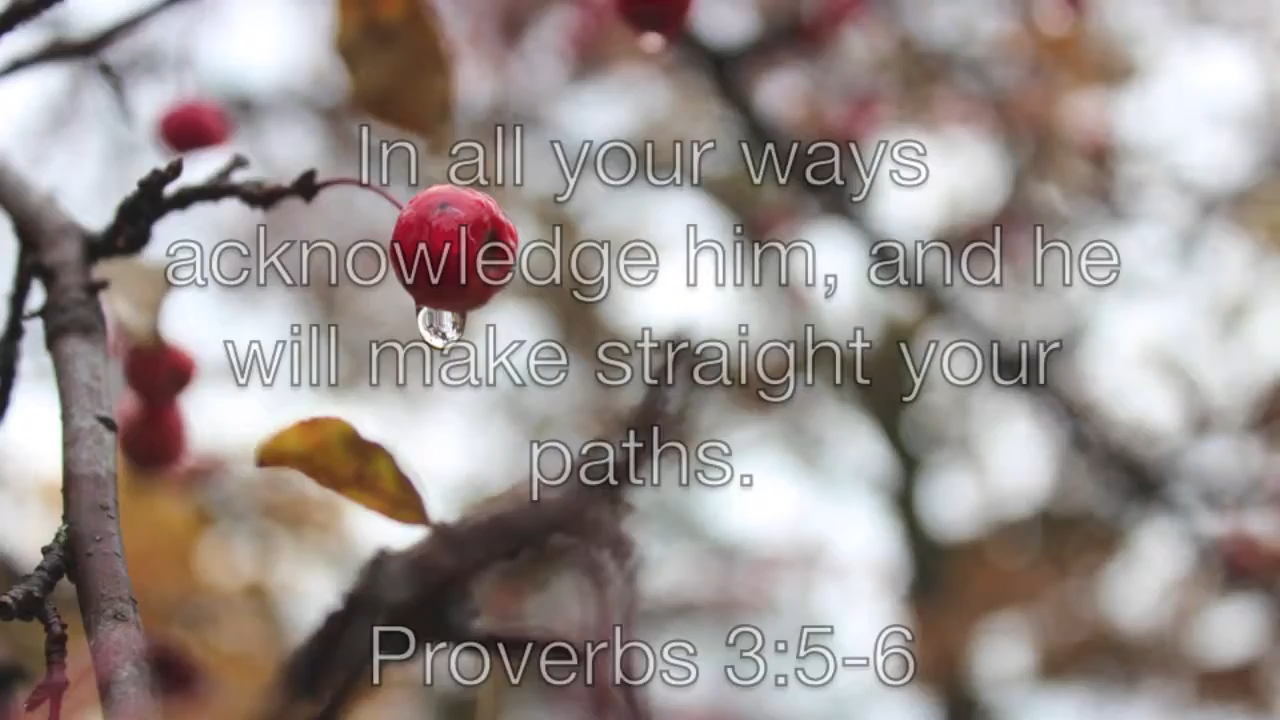 In all your ways
acknowledge him, and he
will make straight your
paths.
Proverbs 3:5-6